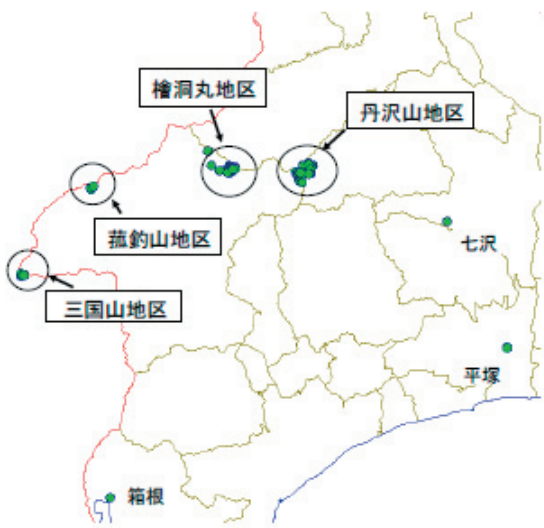 檜洞丸地区
丹沢山地区
菰釣山地区
七沢
三国山地区
平塚
箱根